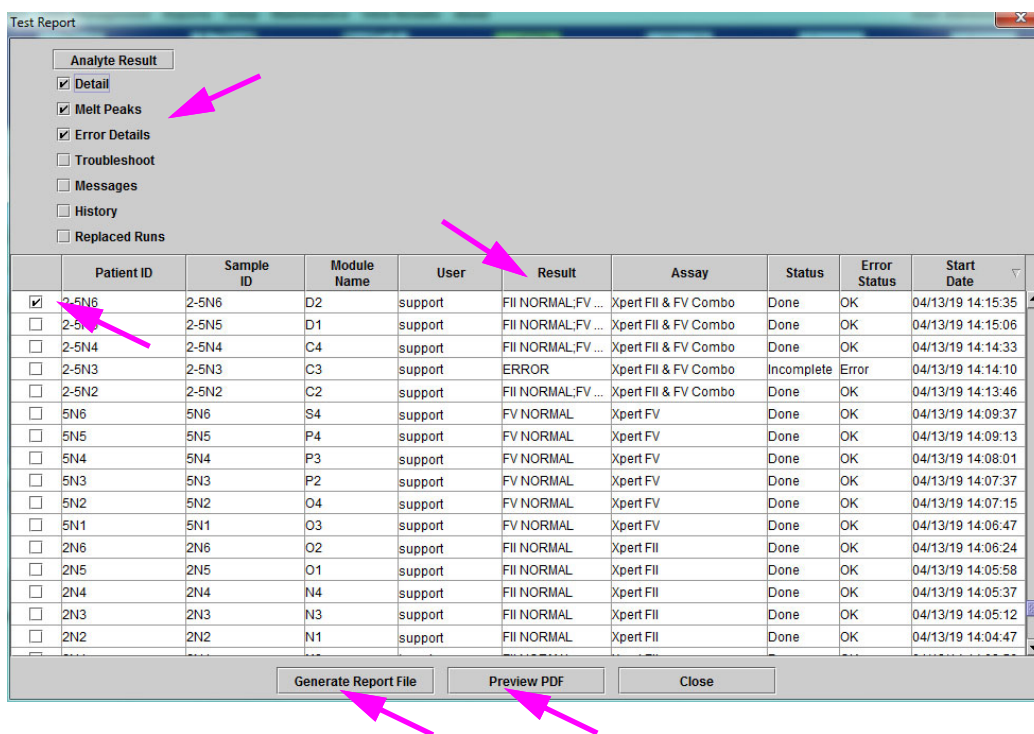 Test Report
Analyte Result
Detail
Melt Peaks
Error Details
Troubleshoot
Messages
History
Replaced Runs
Patient ID Sample ID Module Name User Result Assay Status Error Status Start Date
2-5N6 2-5N6 D2 support FII NORMAL;FV ... Xpert FII & FV Combo Done OK 04/13/19 14:15:35
2-5N5 D1 support FII NORMAL;FV ... Xpert FII & FV Combo Done OK 04/13/19 14:15:06
2-5N4 2-5N4 C4 support FII NORMAL;FV ... Xpert FII & FV Combo Done OK 04/13/19 14:14:33
2-5N3 2-5N3 C3 support ERROR Xpert FII & FV Combo Incomplete Error 04/13/19 14:14:10
2-5N2 2-5N2 C2 support FII NORMAL;FV ... Xpert FII & FV Combo Done OK 04/13/19 14:13:46
5N6 5N6 S4 support FV NORMAL Xpert FV Done OK 04/13/19 14:09:37
5N5 5N5 P4 support FV NORMAL Xpert FV Done OK 04/13/19 14:09:13
5N4 5N4 P3 support FV NORMAL Xpert FV Done OK 04/13/19 14:08:01
5N3 5N3 P2 support FV NORMAL Xpert FV Done OK 04/13/19 14:07:37
5N2 5N2 O4 support FV NORMAL Xpert FV Done OK 04/13/19 14:07:15
5N1 5N1 O3 support FV NORMAL Xpert FV Done OK 04/13/19 14:06:47
2N6 2N6 O2 support FII NORMAL Xpert FII Done OK 04/13/19 14:06:24
2N5 2N5 O1 support FII NORMAL Xpert FII Done OK 04/13/19 14:05:58
2N4 2N4 N4 support FII NORMAL Xpert FII Done OK 04/13/19 14:05:37
2N3 2N3 N3 support FII NORMAL Xpert FII Done OK 04/13/19 14:05:12
2N2 2N2 N1 support FII NORMAL Xpert FII Done OK 04/13/19 14:04:47
Generate Report File Preview PDF Close